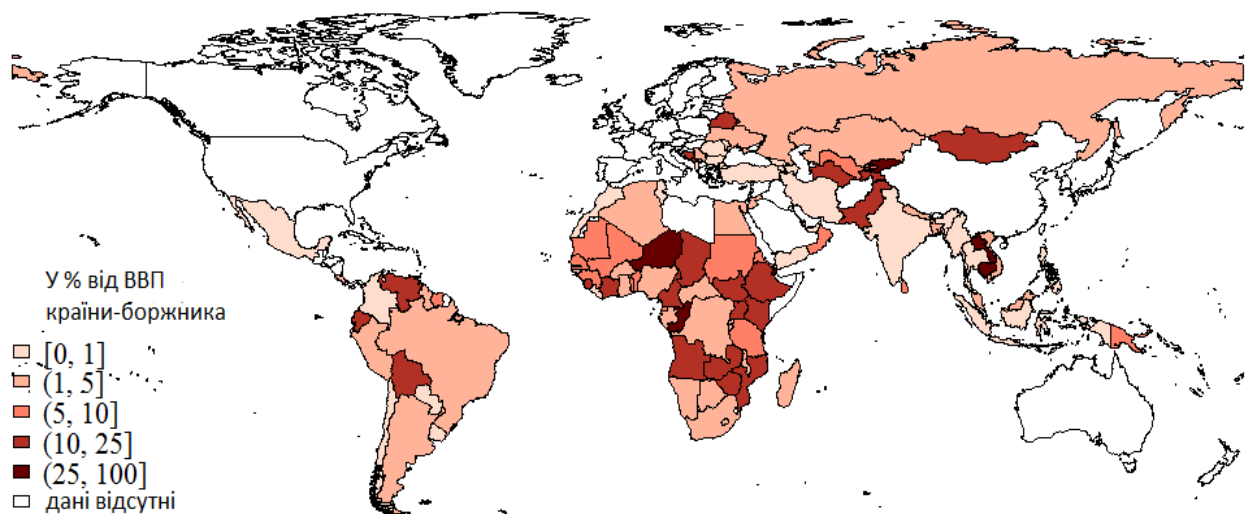 У % від ВВП
країни-боржника
[0, 1]
(1, 5]
(5, 10]
(10, 25]
(25, 100]
дані відсутні